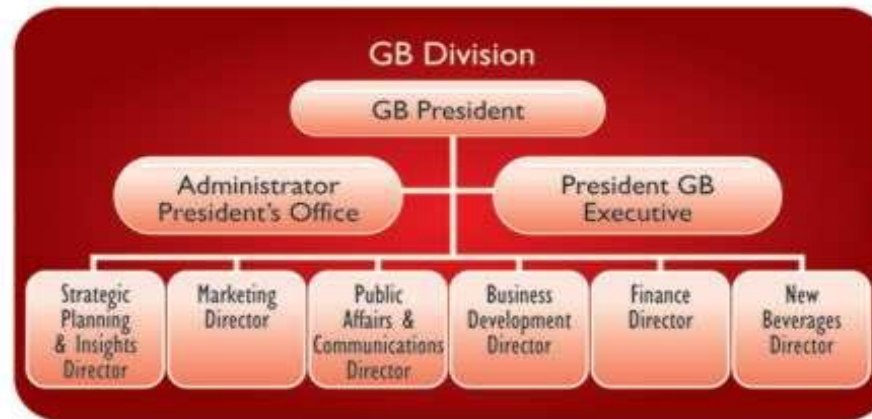 GB Division
GB President
Administrator
President's Office
President GB
Executive
Strategic
Planning
& Insights
Director
Marketing
Director
Public
Affairs &
Communications
Director
Business
Development
Director
Finance
Director
New
Beverages
Director